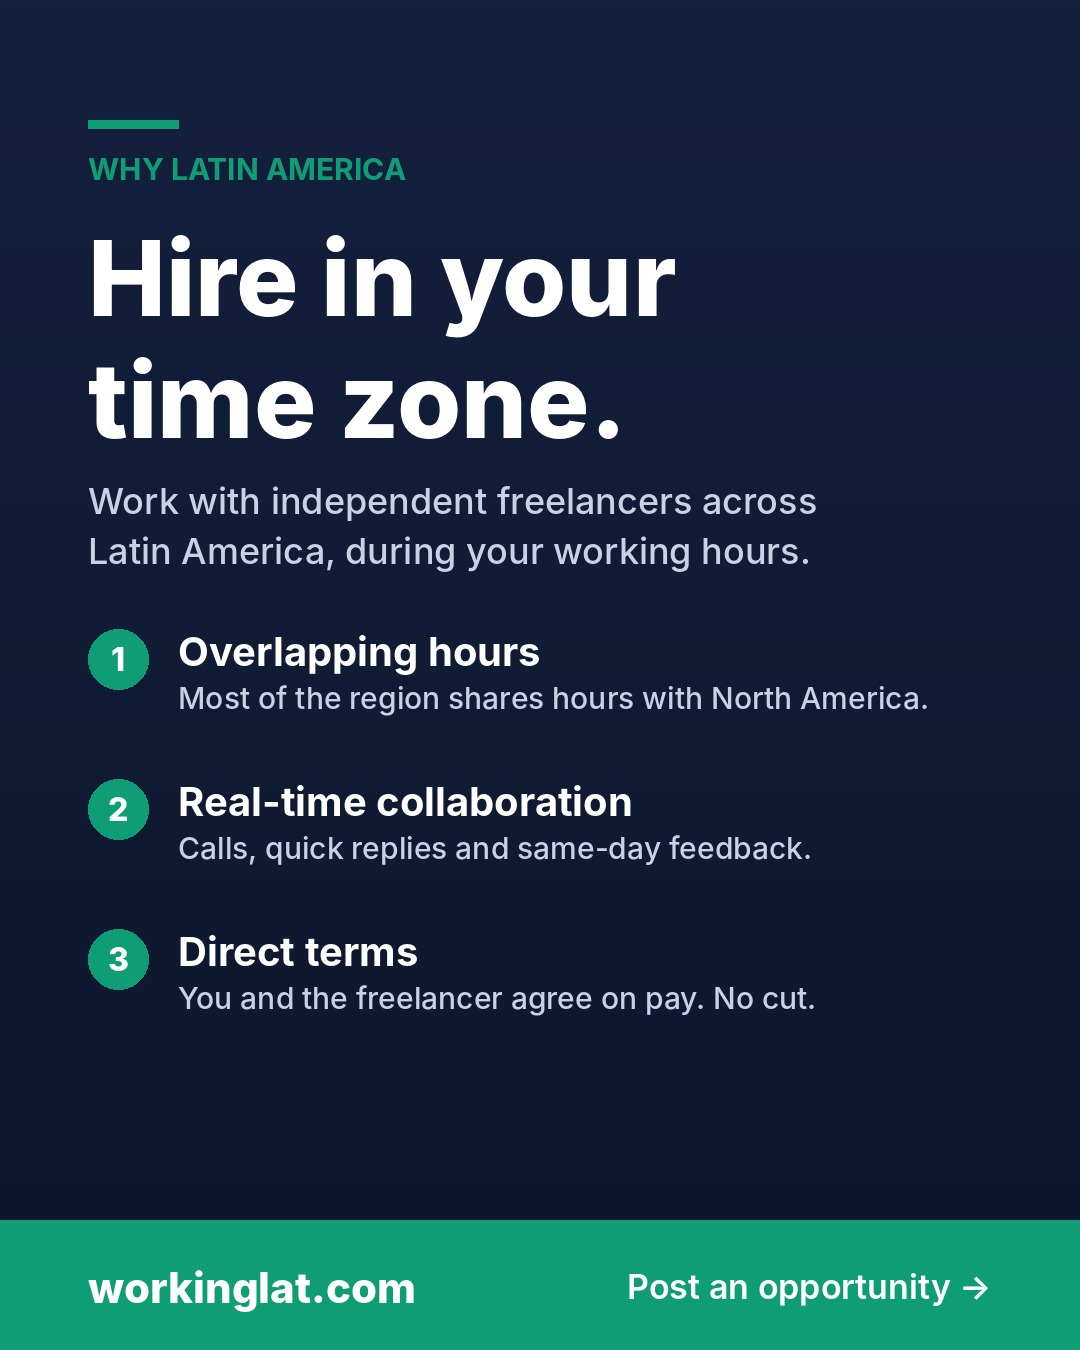 WHY LATIN AMERICA
Hire in your
time zone.
Work with independent freelancers across
Latin America, during your working hours.
1
Overlapping hours
Most of the region shares hours with North America.
2
Real-time collaboration
Calls, quick replies and same-day feedback.
3
Direct terms
You and the freelancer agree on pay. No cut.
workinglat.com
Post an opportunity →